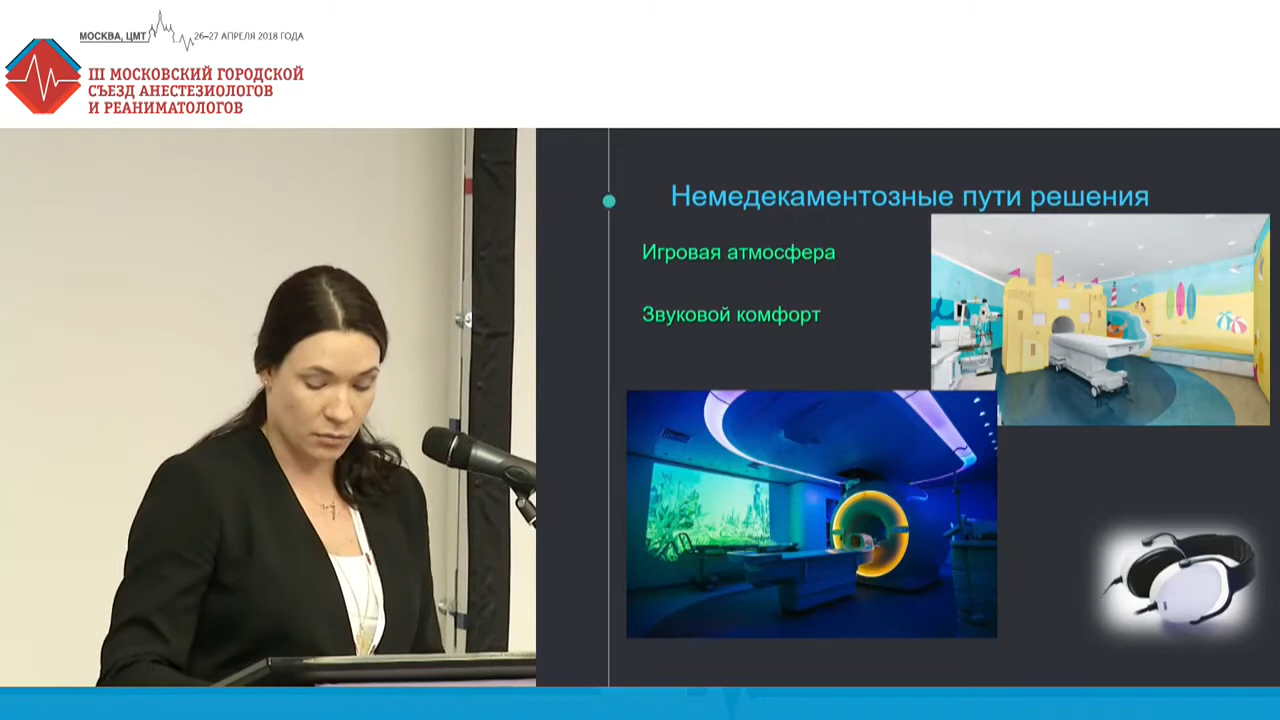 МОСКВА, ЦМТ
26–27 АПРЕЛЯ 2018 ГОДА
III МОСКОВСКИЙ ГОРОДСКОЙ
СЪЕЗД АНЕСТЕЗИОЛОГОВ
И РЕАНИМАТОЛОГОВ
Немедекаментозные пути решения
Игровая атмосфера
Звуковой комфорт